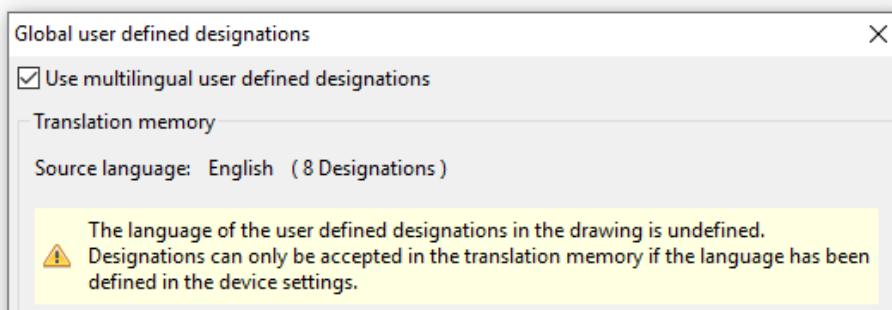 Global user defined designations
Use multilingual user defined designations
Translation memory
Source language: English ( 8 Designations )
The language of the user defined designations in the drawing is undefined.
Designations can only be accepted in the translation memory if the language has been
defined in the device settings.